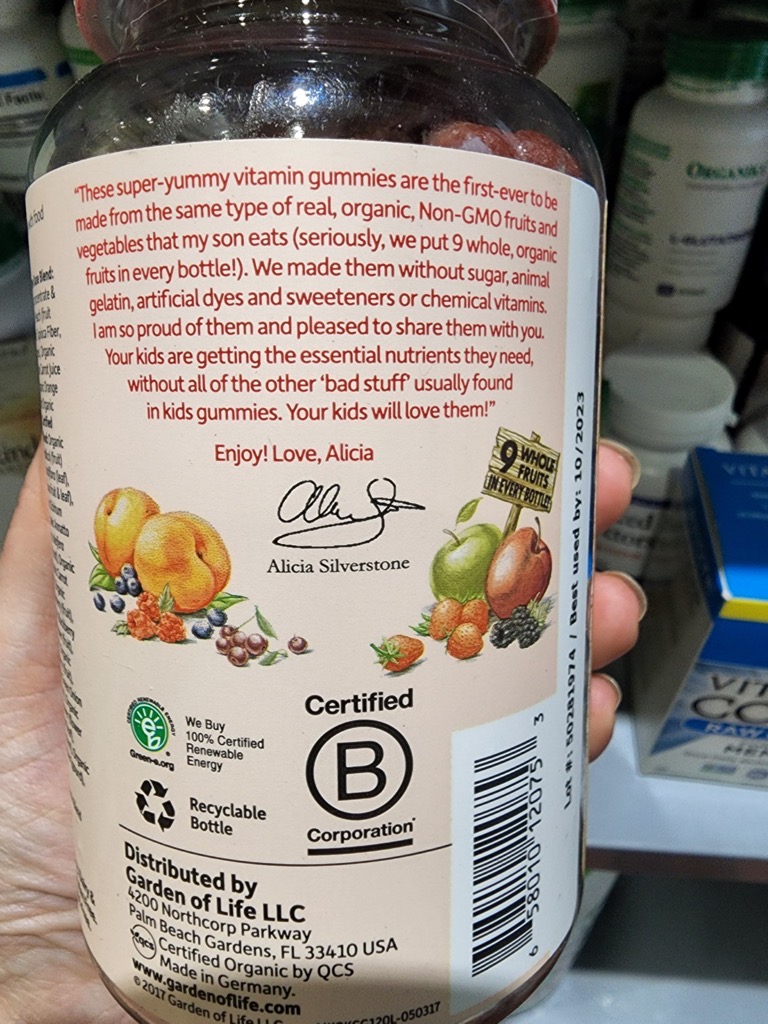 "These super-yummy vitamin gummies are the first-ever to be
made from the same type of real, organic, Non-GMO fruits and
vegetables that my son eats (seriously, we put 9 whole, organic
fruits in every bottle!). We made them without sugar, animal
gelatin, artificial dyes and sweeteners or chemical vitamins.
I am so proud of them and pleased to share them with you.
Your kids are getting the essential nutrients they need,
without all of the other 'bad stuff' usually found
in kids gummies. Your kids will love them!"
Enjoy! Love, Alicia
Alicia Silverstone
9 WHOLE
FRUITS
IN EVERY BOTTLE!
We Buy
100% Certified
Renewable
Energy
Green-e.org
Recyclable
Bottle
Certified
B
Corporation
Distributed by
Garden of Life LLC
4200 Northcorp Parkway
Palm Beach Gardens, FL 33410 USA
Certified Organic by QCS
Made in Germany.
www.gardenoflife.com
©2017 Garden of Life LLC
6 58010 12075 3
Lot #: 50281974 / Best used by: 10/2023